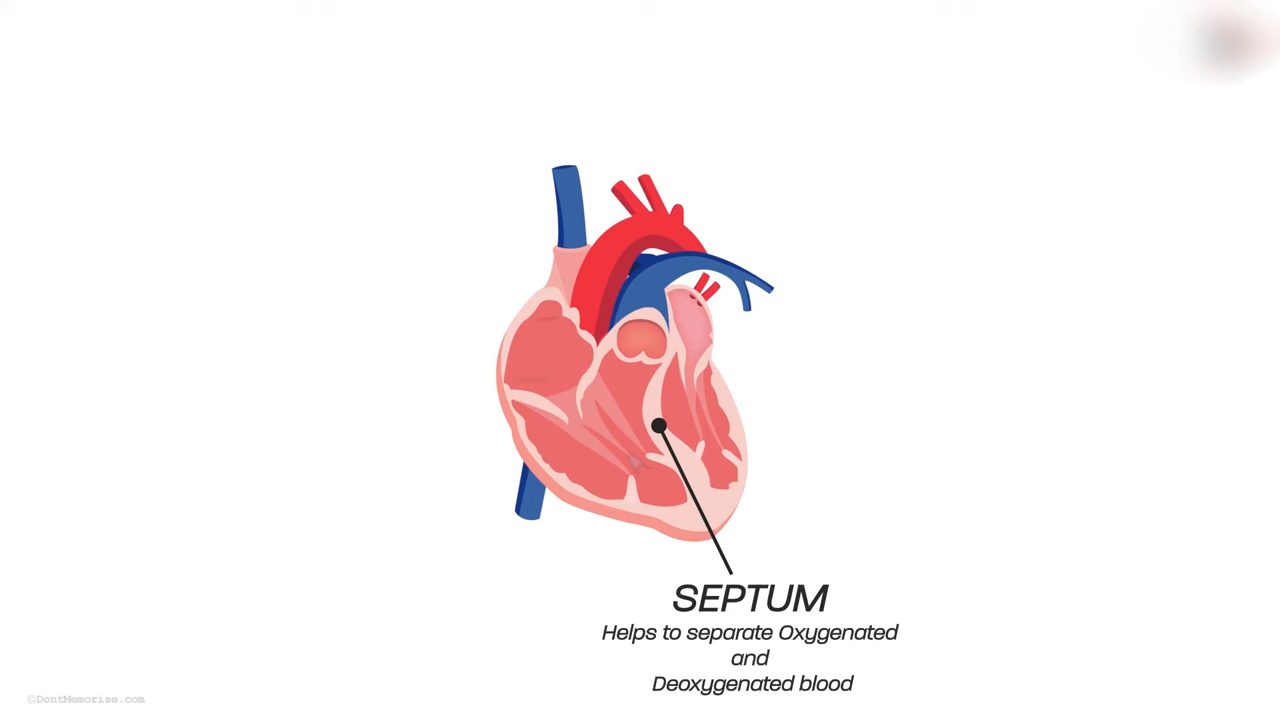 SEPTUM
Helps to separate Oxygenated
and
Deoxygenated blood
©DontMemorise.com